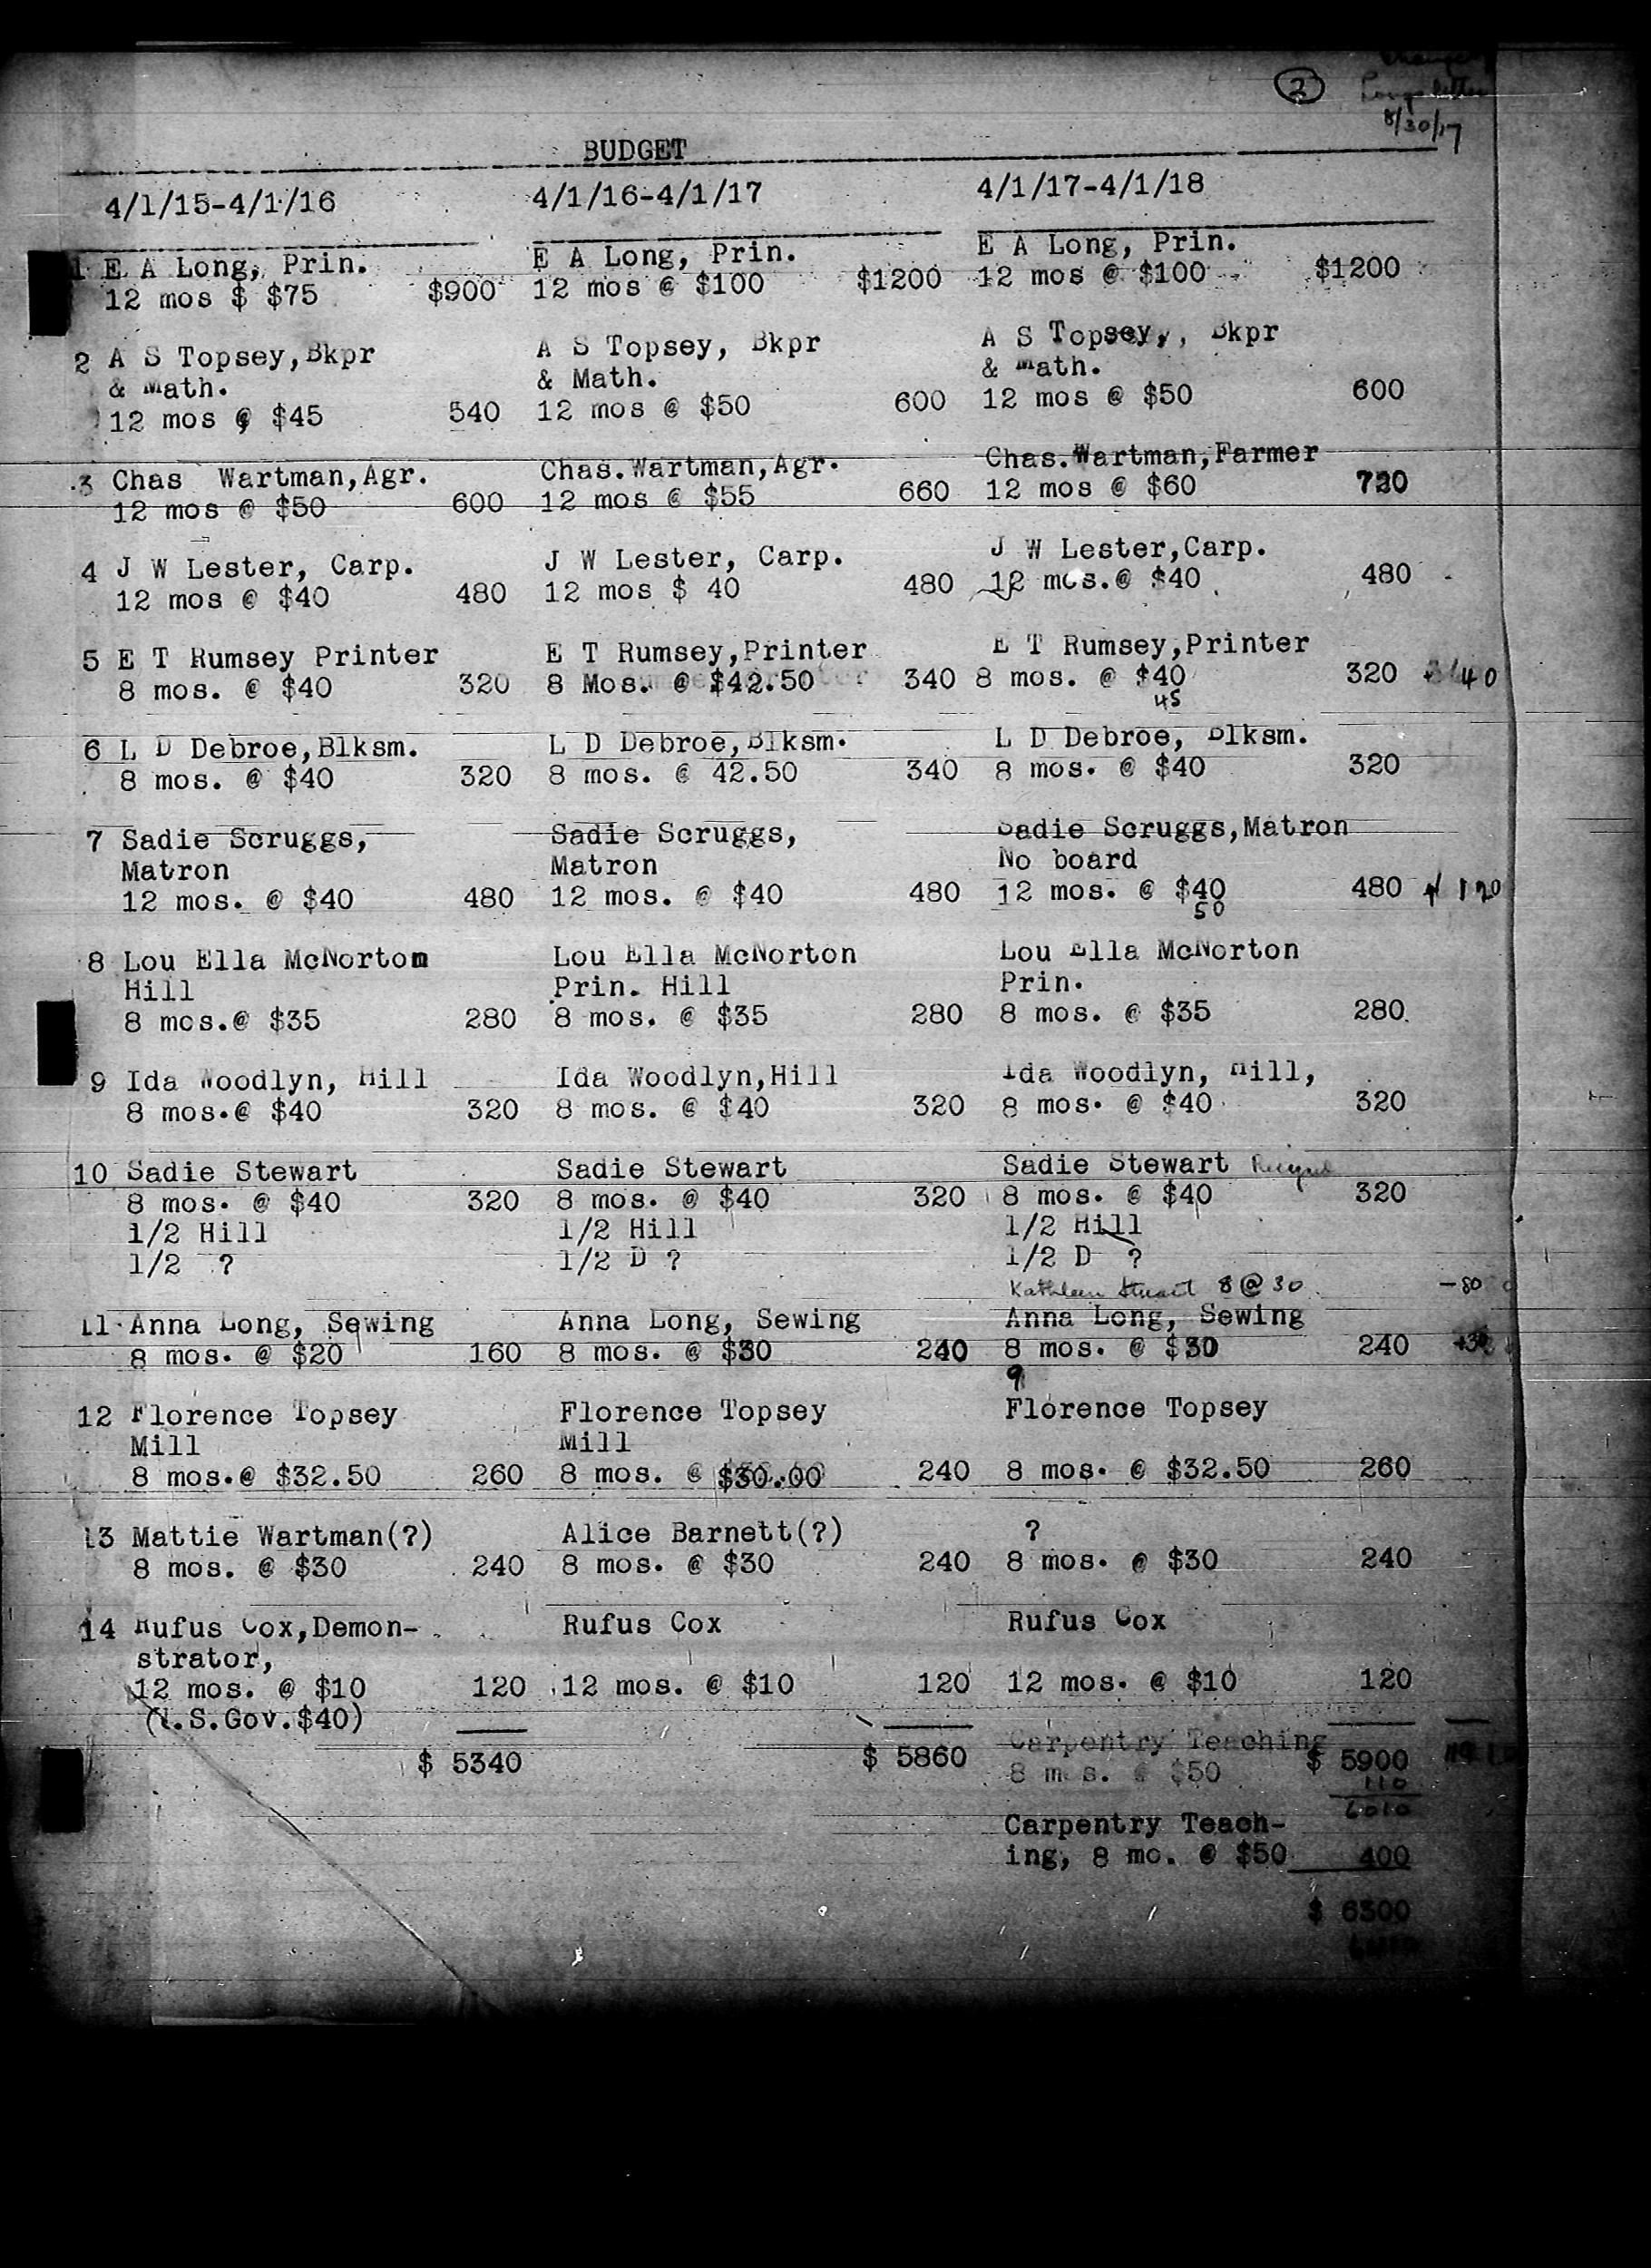 2
8/30/17
BUDGET
4/1/15-4/1/16 4/1/16-4/1/17 4/1/17-4/1/18
1 E A Long, Prin. E A Long, Prin. E A Long, Prin.
12 mos $ $75 $900 12 mos @ $100 $1200 12 mos @ $100 $1200
2 A S Topsey,Bkpr A S Topsey, Bkpr A S Topsey,, Bkpr
& Math. & Math. & Math.
12 mos @ $45 540 12 mos @ $50 600 12 mos @ $50 600
3 Chas Wartman,Agr. Chas.Wartman,Agr. Chas.Wartman,Farmer
12 mos @ $50 600 12 mos @ $55 660 12 mos @ $60 720
4 J W Lester, Carp. J W Lester, Carp. J W Lester,Carp.
12 mos @ $40 480 12 mos $ 40 480 12 mos.@ $40 480
5 E T Rumsey Printer E T Rumsey,Printer E T Rumsey,Printer
8 mos. @ $40 320 8 Mos. @ $42.50 340 8 mos. @ $40 320 40
45
6 L D Debroe,Blksm. L D Debroe,Blksm. L D Debroe, Blksm.
8 mos. @ $40 320 8 mos. @ 42.50 340 8 mos. @ $40 320
7 Sadie Scruggs, Sadie Scruggs, Sadie Scruggs,Matron
Matron Matron No board
12 mos. @ $40 480 12 mos. @ $40 480 12 mos. @ $40 480 + 120
50
8 Lou Ella McNorton Lou Ella McNorton Lou Ella McNorton
Hill Prin. Hill Prin.
8 mos.@ $35 280 8 mos. @ $35 280 8 mos. @ $35 280.
9 Ida Woodlyn, Hill Ida Woodlyn,Hill Ida Woodlyn, Hill,
8 mos.@ $40 320 8 mos. @ $40 320 8 mos. @ $40 320
10 Sadie Stewart Sadie Stewart Sadie Stewart
8 mos. @ $40 320 8 mos. @ $40 320 8 mos. @ $40 320
1/2 Hill 1/2 Hill 1/2 Hill
1/2 ? 1/2 D ? 1/2 D ?
Kathleen Stuart 8 @ 30 -80
11 Anna Long, Sewing Anna Long, Sewing Anna Long, Sewing
8 mos. @ $20 160 8 mos. @ $30 240 8 mos. @ $30 240 +30
9
12 Florence Topsey Florence Topsey Florence Topsey
Mill Mill
8 mos.@ $32.50 260 8 mos. @ $30.00 240 8 mos. @ $32.50 260
13 Mattie Wartman(?) Alice Barnett(?) ?
8 mos. @ $30 240 8 mos. @ $30 240 8 mos. @ $30 240
14 Rufus Cox,Demon- Rufus Cox Rufus Cox
strator,
12 mos. @ $10 120 12 mos. @ $10 120 12 mos. @ $10 120
(U.S.Gov.$40)
$ 5340 $ 5860 Carpentry Teaching $ 5900
8 mos. @ $50 110
6010
Carpentry Teach-
ing, 8 mo. @ $50 400
$ 6300